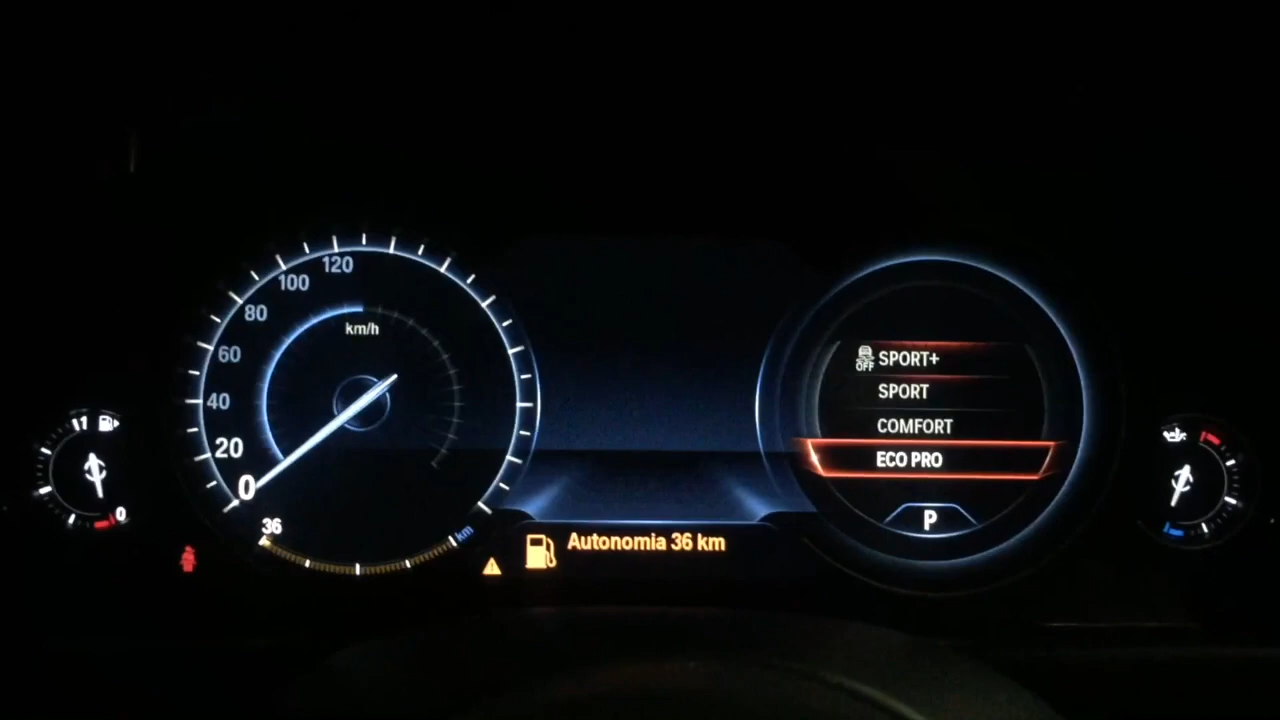 120
100
80
60
40
20
0
km/h
1/1
0
36
km
Autonomia 36 km
OFF SPORT+
SPORT
COMFORT
ECO PRO
P